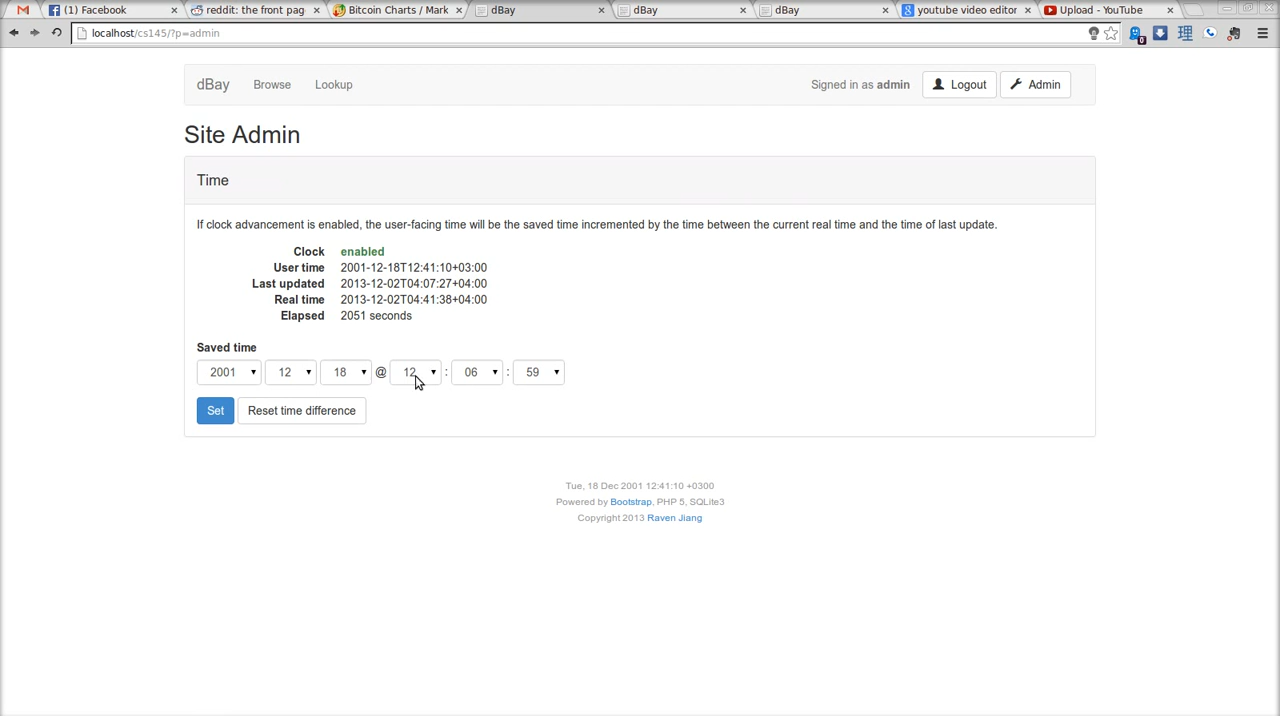 (1) Facebook
reddit: the front pag
Bitcoin Charts / Mark
dBay
dBay
dBay
youtube video editor
Upload - YouTube
localhost/cs145/?p=admin
dBay Browse Lookup Signed in as admin Logout Admin
Site Admin
Time
If clock advancement is enabled, the user-facing time will be the saved time incremented by the time between the current real time and the time of last update.
Clock enabled
User time 2001-12-18T12:41:10+03:00
Last updated 2013-12-02T04:07:27+04:00
Real time 2013-12-02T04:41:38+04:00
Elapsed 2051 seconds
Saved time
2001 12 18 @ 12 : 06 : 59
Set Reset time difference
Tue, 18 Dec 2001 12:41:10 +0300
Powered by Bootstrap, PHP 5, SQLite3
Copyright 2013 Raven Jiang